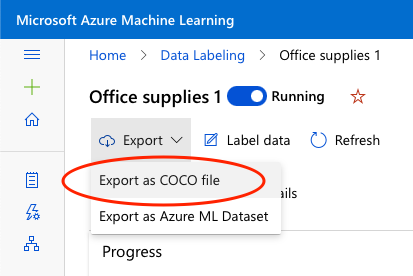 Microsoft Azure Machine Learning
Home > Data Labeling > Office supplies 1
Office supplies 1 Running
Export Label data Refresh
Export as COCO file
ails
Export as Azure ML Dataset
Progress